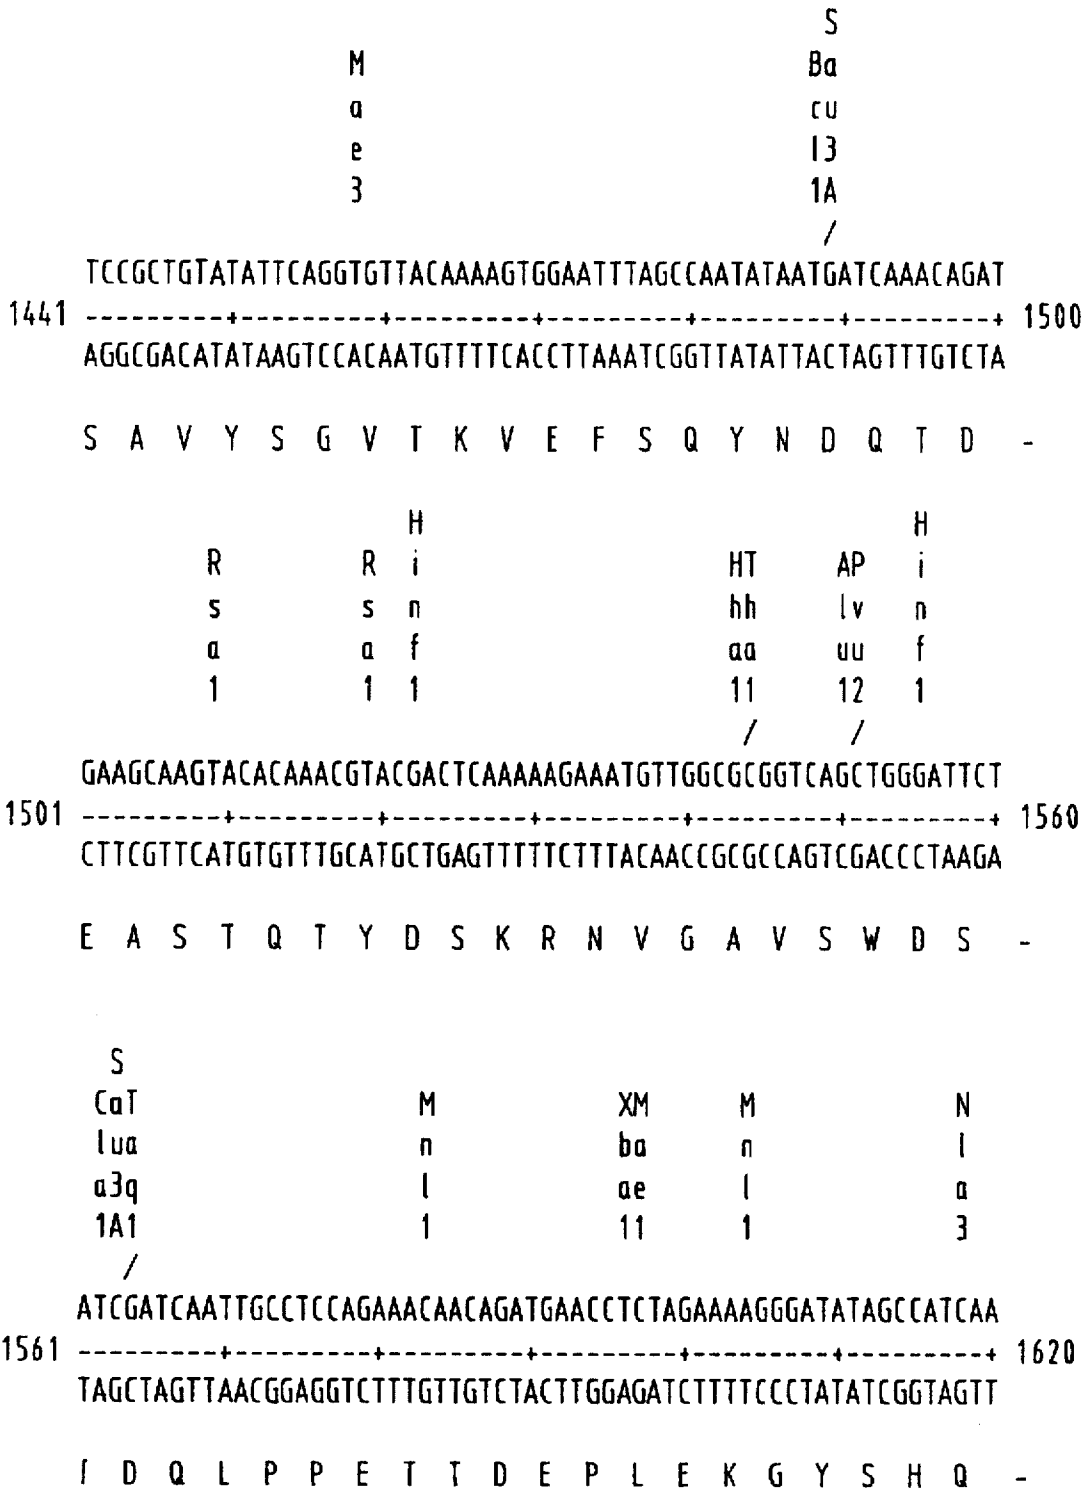 S
M Ba
a cu
e l3
3 1A
/
TCCGCTGTATATTCAGGTGTTACAAAAGTGGAATTTAGCCAATATAATGATCAAACAGAT
1441 ---------+---------+---------+---------+---------+---------+ 1500
AGGCGACATATAAGTCCACAATGTTTTCACCTTAAATCGGTTATATTACTAGTTTGTCTA
S A V Y S G V T K V E F S Q Y N D Q T D -
H H
R R i HT AP i
s s n hh lv n
a a f aa uu f
1 1 1 11 12 1
/ /
GAAGCAAGTACACAAACGTACGACTCAAAAAGAAATGTTGGCGCGGTCAGCTGGGATTCT
1501 ---------+---------+---------+---------+---------+---------+ 1560
CTTCGTTCATGTGTTTGCATGCTGAGTTTTTCTTTACAACCGCGCCAGTCGACCCTAAGA
E A S T Q T Y D S K R N V G A V S W D S -
S
CaT M XM M N
lua n ba n l
a3q l ae l a
1A1 1 11 1 3
/
ATCGATCAATTGCCTCCAGAAACAACAGATGAACCTCTAGAAAAGGGATATAGCCATCAA
1561 ---------+---------+---------+---------+---------+---------+ 1620
TAGCTAGTTAACGGAGGTCTTTGTTGTCTACTTGGAGATCTTTTCCCTATATCGGTAGTT
I D Q L P P E T T D E P L E K G Y S H Q -